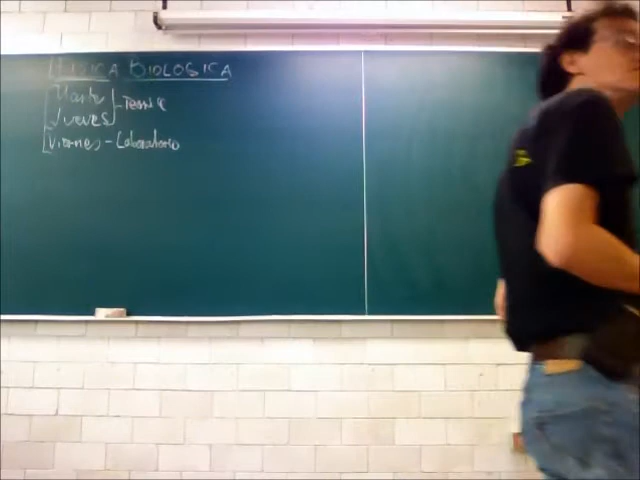 FISICA BIOLOGICA
Martes
Jueves - Teoria
Viernes - Laboratorio